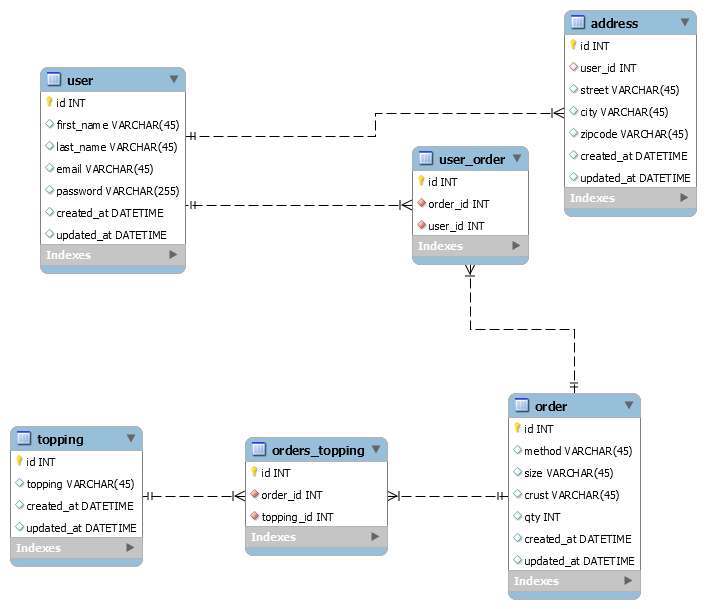 address
id INT
user_id INT
street VARCHAR(45)
city VARCHAR(45)
zipcode VARCHAR(45)
created_at DATETIME
updated_at DATETIME
Indexes
user
id INT
first_name VARCHAR(45)
last_name VARCHAR(45)
email VARCHAR(45)
password VARCHAR(255)
created_at DATETIME
updated_at DATETIME
Indexes
user_order
id INT
order_id INT
user_id INT
Indexes
order
id INT
method VARCHAR(45)
size VARCHAR(45)
crust VARCHAR(45)
qty INT
created_at DATETIME
updated_at DATETIME
Indexes
topping
id INT
topping VARCHAR(45)
created_at DATETIME
updated_at DATETIME
Indexes
orders_topping
id INT
order_id INT
topping_id INT
Indexes